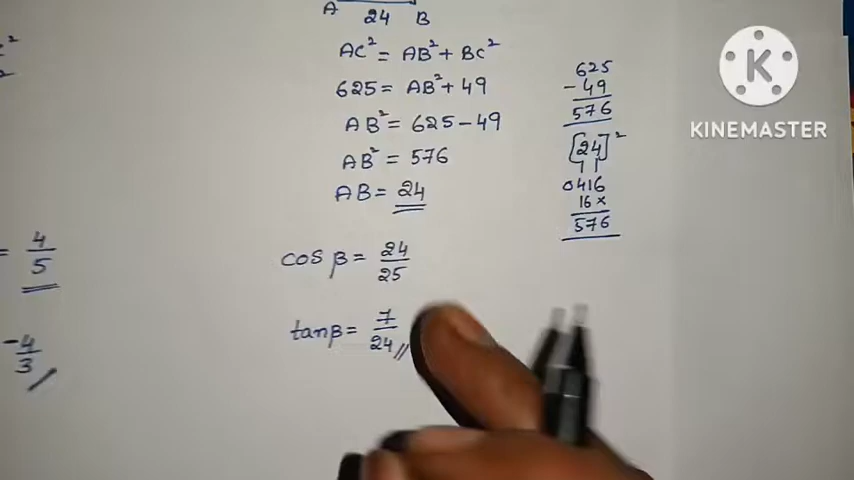 A 24 B
AC² = AB² + BC²
625 = AB² + 49
AB² = 625 - 49
AB² = 576
AB = 24
cos β = 24/25
tanβ = 7/24 //
625
- 49
576
[24]²
0416
16×
576
= 4/5
-4/3
K
KINEMASTER